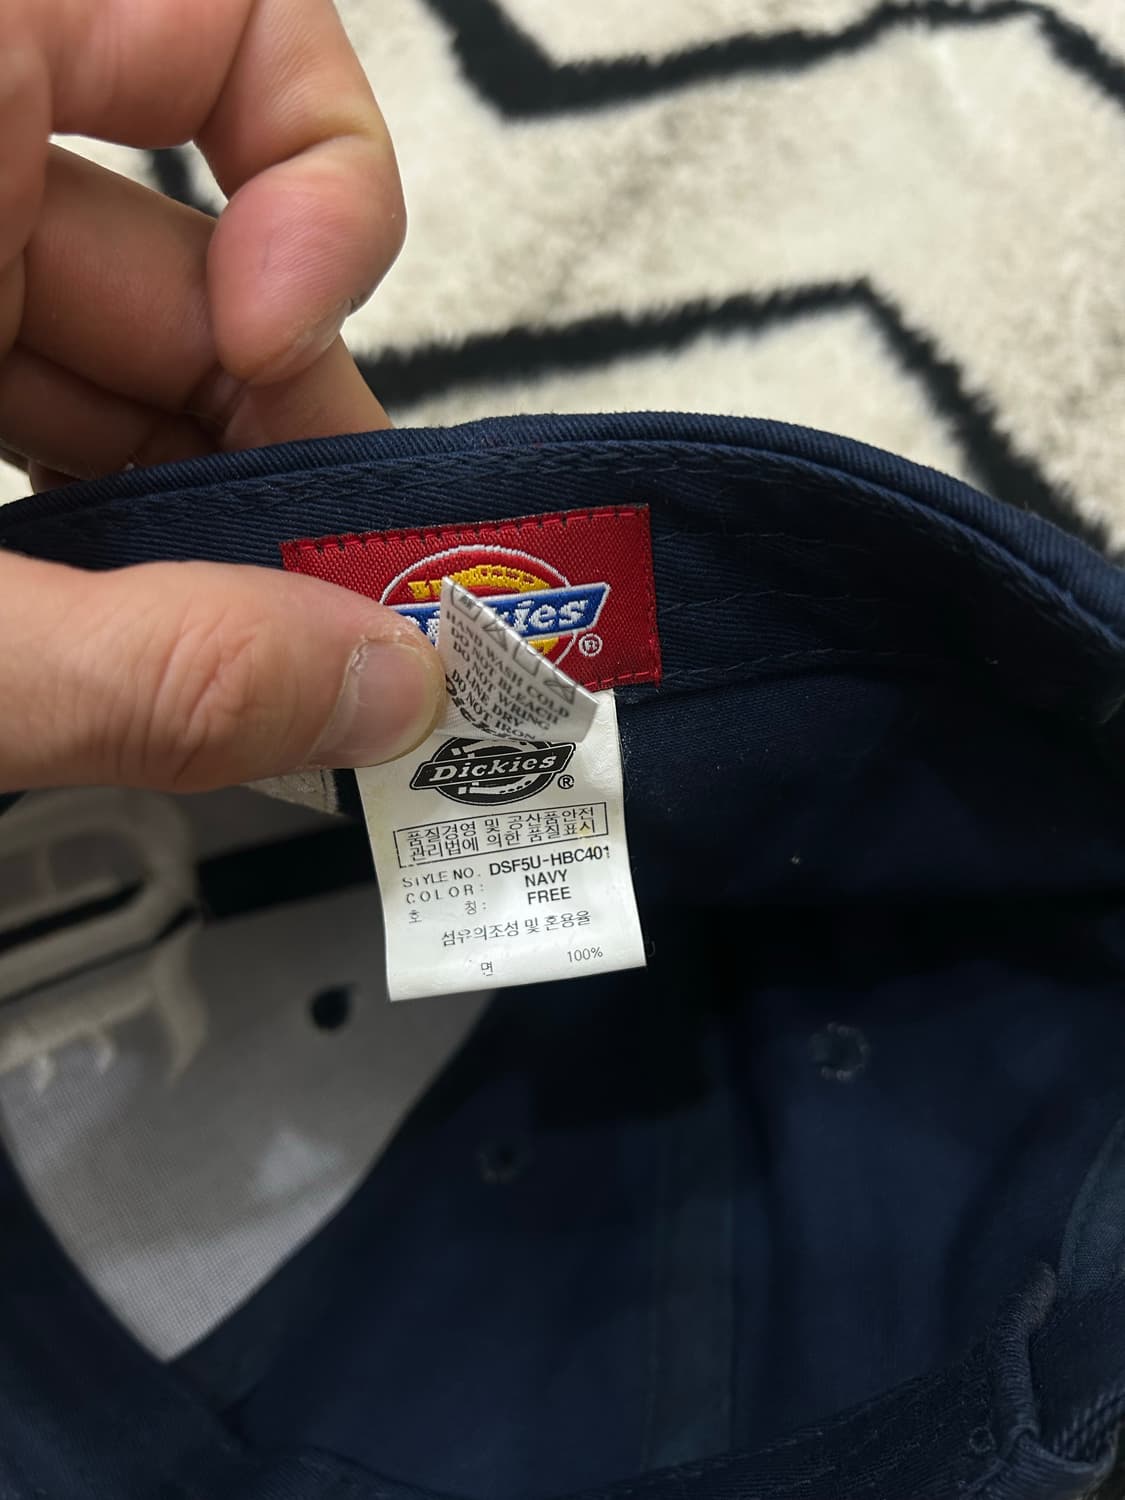 Dickies
®
HAND WASH COLD
DO NOT BLEACH
DO NOT WRING
LINE DRY
DO NOT IRON
Dickies
®
품질경영 및 공산품안전
관리법에 의한 품질표시
STYLE NO. DSF5U-HBC401
COLOR: NAVY
호 칭: FREE
섬유의조성 및 혼용율
면 100%